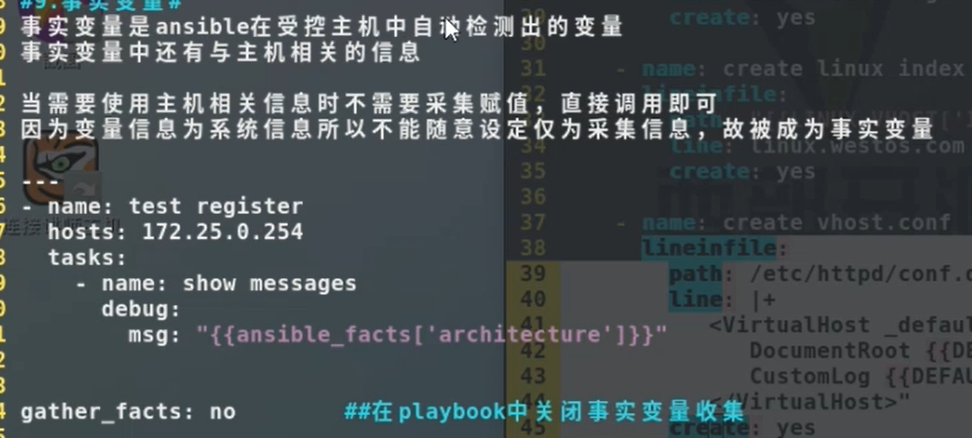 #9.事实变量#
事实变量是ansible在受控主机中自动检测出的变量
事实变量中还有与主机相关的信息
当需要使用主机相关信息时不需要采集赋值，直接调用即可
因为变量信息为系统信息所以不能随意设定仅为采集信息，故被成为事实变量
---
- name: test register
hosts: 172.25.0.254
tasks:
- name: show messages
debug:
msg: "{{ansible_facts['architecture']}}"
gather_facts: no ##在playbook中关闭事实变量收集
create: yes
30
31 - name: create linux index
lineinfile:
34 line: linux.westos.com
35 create: yes
36
37 - name: create vhost.conf
38 lineinfile:
39 path: /etc/httpd/conf.
40 line: |+
41 <VirtualHost _defaul
42 DocumentRoot {{DE
43 CustomLog {{DEFAU
44 </VirtualHost>"
45 create: yes